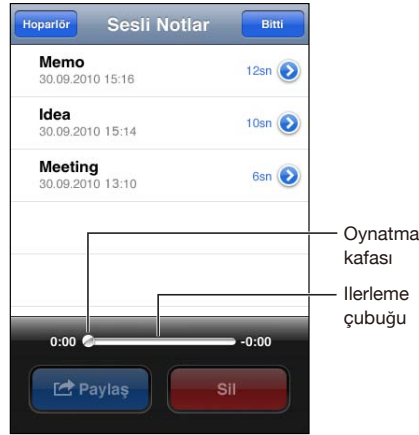 Hoparlör Sesli Notlar Bitti
Memo
30.09.2010 15:16 12sn
Idea
30.09.2010 15:14 10sn
Meeting
30.09.2010 13:10 6sn
Oynatma
kafası
Ilerleme
çubuğu
0:00 -0:00
Paylaş Sil